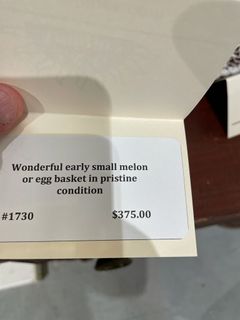 Wonderful early small melon
or egg basket in pristine
condition
#1730 $375.00